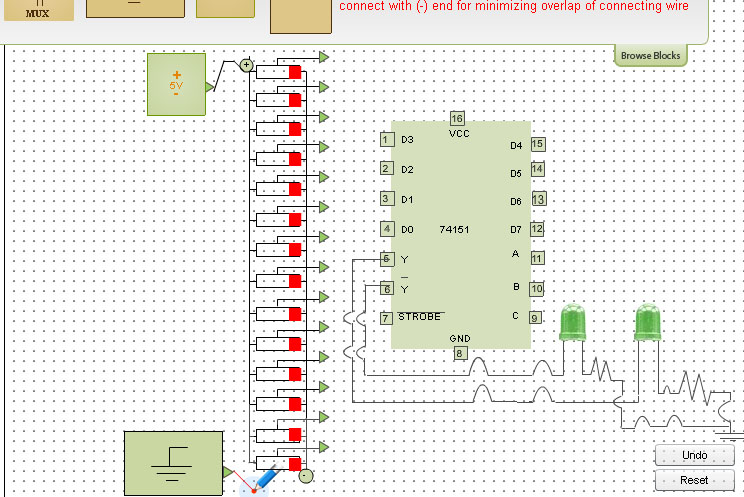 MUX
connect with (-) end for minimizing overlap of connecting wire
Browse Blocks
+
5V
-
+
16
VCC
1 D3
D4 15
2 D2
D5 14
3 D1
D6 13
4 D0
74151
D7 12
5 Y
A 11
6 Y
B 10
7 STROBE
C 9
GND
8
-
Undo
Reset